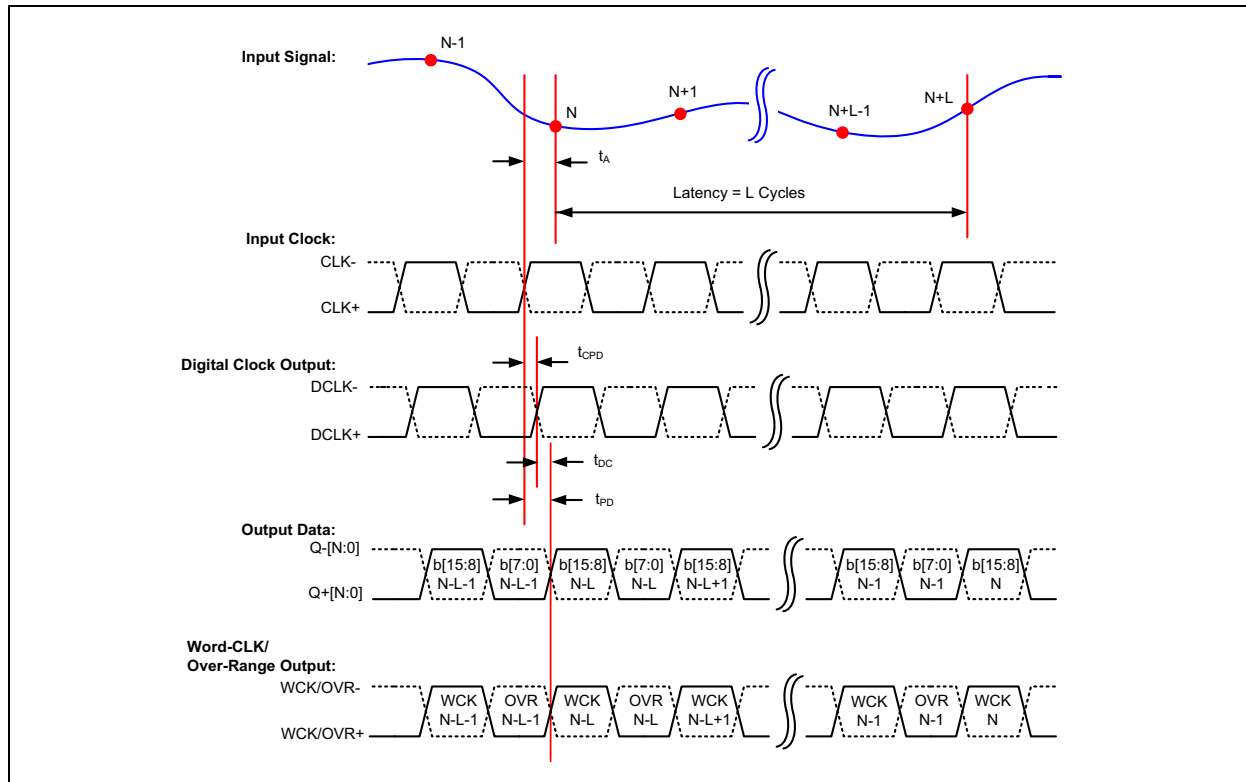 Input Signal:
N-1
N
N+1
N+L-1
N+L
tA
Latency = L Cycles
Input Clock:
CLK-
CLK+
tCPD
Digital Clock Output:
DCLK-
DCLK+
tDC
tPD
Output Data:
Q-[N:0]
Q+[N:0]
b[15:8] b[7:0] b[15:8] b[7:0] b[15:8] b[15:8] b[7:0] b[15:8]
N-L-1 N-L-1 N-L N-L N-L+1 N-1 N-1 N
Word-CLK/
Over-Range Output:
WCK/OVR-
WCK/OVR+
WCK OVR WCK OVR WCK WCK OVR WCK
N-L-1 N-L-1 N-L N-L N-L+1 N-1 N-1 N